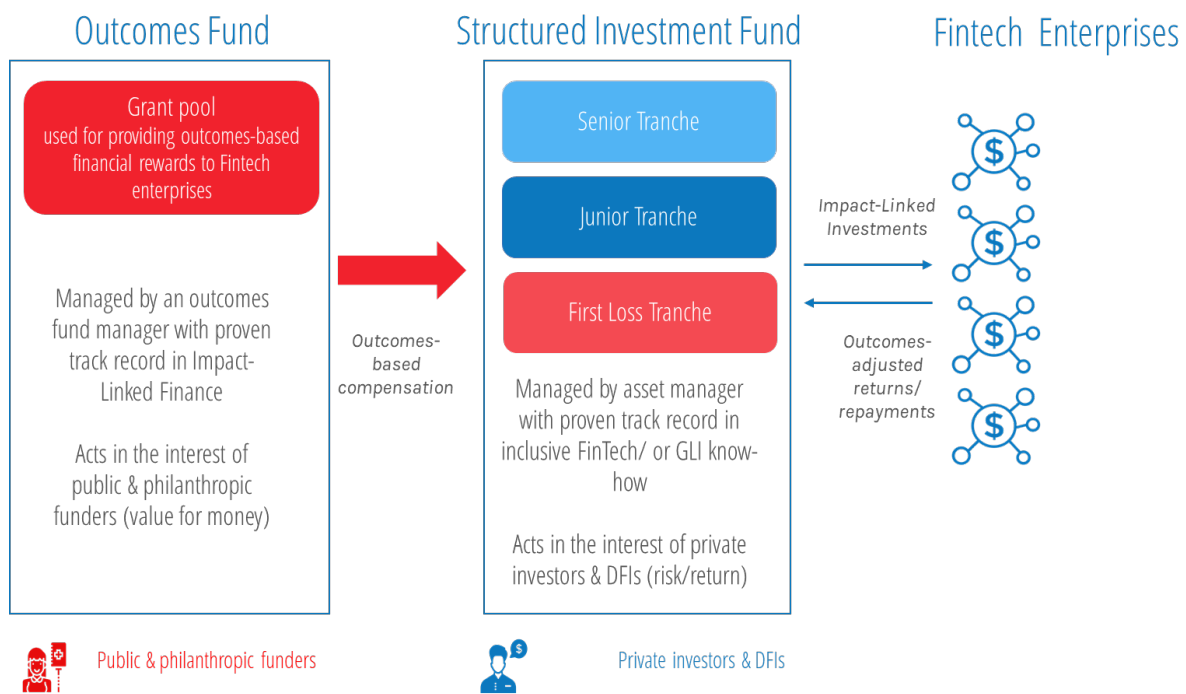 Outcomes Fund
Grant pool
used for providing outcomes-based
financial rewards to Fintech
enterprises
Managed by an outcomes
fund manager with proven
track record in Impact-
Linked Finance
Acts in the interest of
public & philanthropic
funders (value for money)
Public & philanthropic funders
Outcomes-
based
compensation
Structured Investment Fund
Senior Tranche
Junior Tranche
First Loss Tranche
Managed by asset manager
with proven track record in
inclusive FinTech/ or GLI know-
how
Acts in the interest of private
investors & DFIs (risk/return)
$
Private investors & DFIs
Impact-Linked
Investments
Outcomes-
adjusted
returns/
repayments
Fintech Enterprises
$
$
$
$